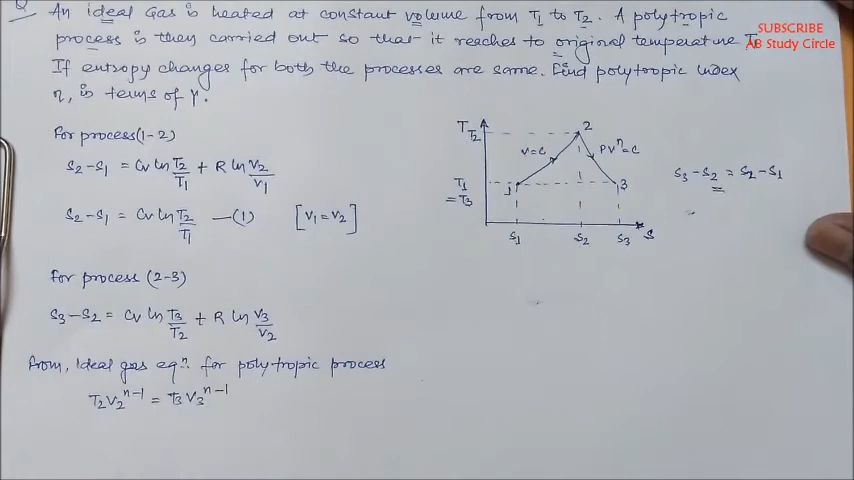 Q An ideal Gas is heated at constant volume from T₁ to T₂. A polytropic
process is then carried out so that it reaches to original temperature T₁
If entropy changes for both the processes are same. Find polytropic index
n, in terms of γ.
SUBSCRIBE
AB Study Circle
For process (1-2)
S₂-S₁ = Cv ln T₂/T₁ + R ln V₂/V₁
S₂-S₁ = Cv ln T₂/T₁ —(1) [V₁=V₂]
For process (2-3)
S₃-S₂ = Cv ln T₃/T₂ + R ln V₃/V₂
From, Ideal gas eqⁿ. for polytropic process
T₂V₂ⁿ⁻¹ = T₃V₃ⁿ⁻¹
T
T₂
2
V=C
PVⁿ=C
T₁
=T₃
1
3
S₁
S₂
S₃
S
S₃-S₂ = S₂-S₁